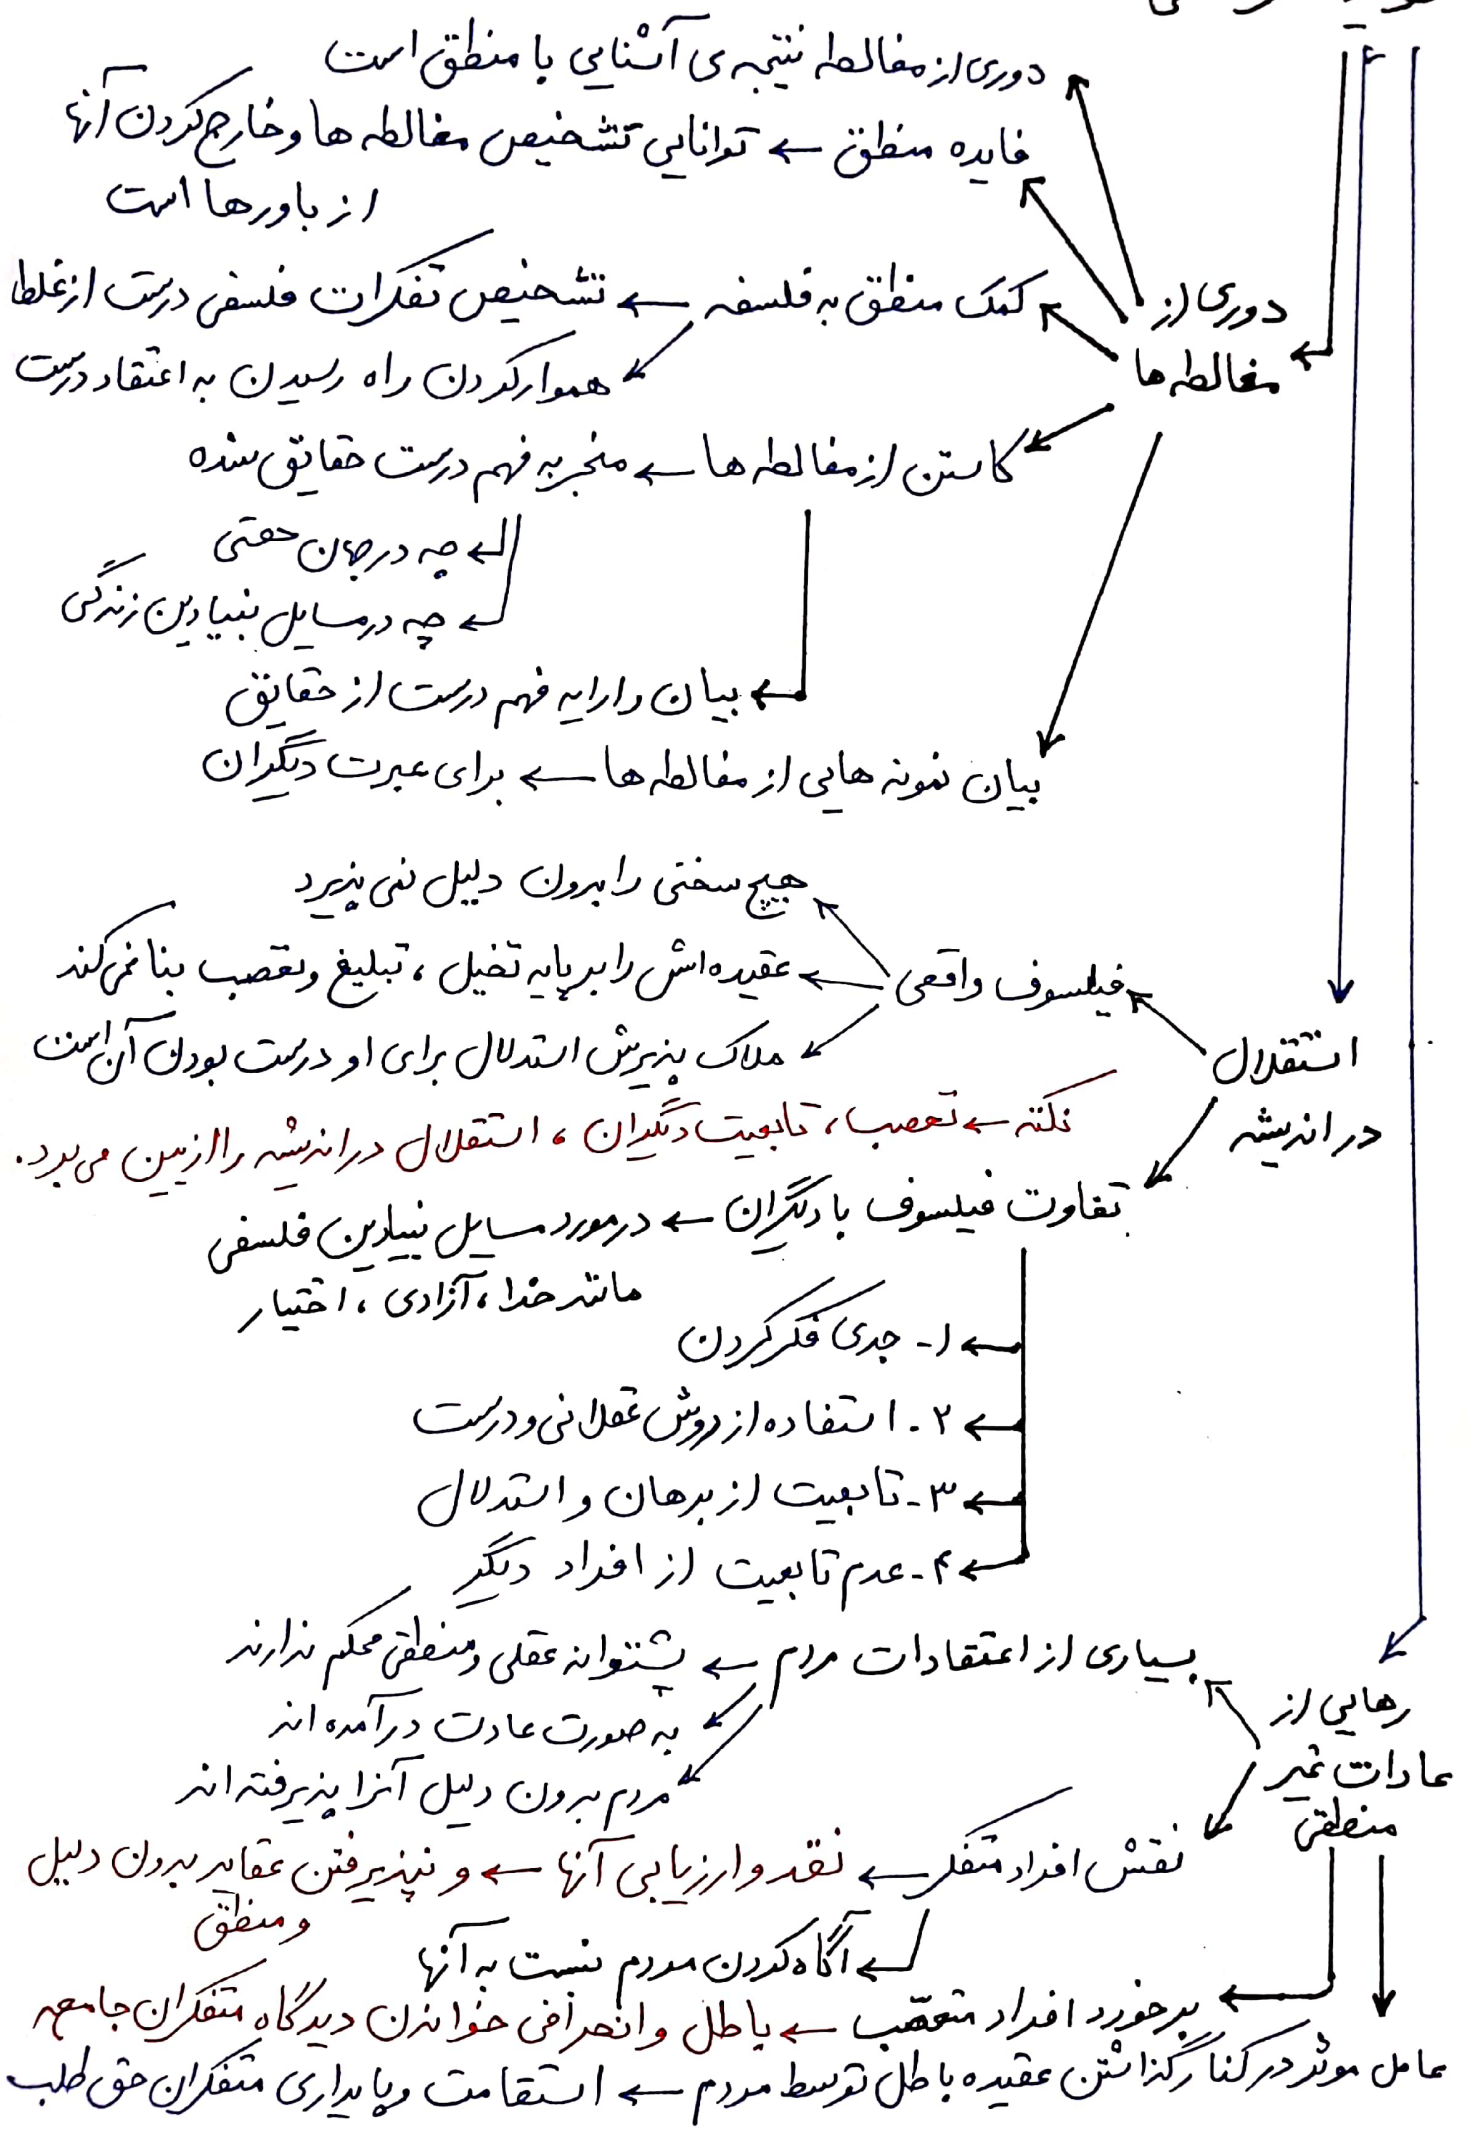 دوری از مغالطه نتیجه ی آشنایی با منطق است
فایده منطق ← توانایی تشخیص مغالطه ها و خارج کردن آنها
از باورها است
دوری از
مغالطه ها
کمک منطق به فلسفه ← تشخیص تفکرات فلسفی درست از غلط
هموار کردن راه رسیدن به اعتقاد درست
کاستن از مغالطه ها ← منجر به فهم درست حقایق شده
← چه در جهان هستی
← چه در مسایل بنیادین زندگی
← بیان و ارایه فهم درست از حقایق
بیان نمونه هایی از مغالطه ها ← برای عبرت دیگران
هیچ سخنی را بدون دلیل نمی پذیرد
فیلسوف واقعی ← عقیده اش را بر پایه تخیل ، تبلیغ و تعصب بنا نمی کند
ملاک پذیرش استدلال برای او درست بودن آن است
استقلال
در اندیشه
نکته ← تعصب ، تابعیت دیگران ، استقلال در اندیشه را از بین می برد.
تفاوت فیلسوف با دیگران ← در مورد مسایل بنیادین فلسفی
مانند خدا ، آزادی ، اختیار
← ۱- جدی فکر کردن
← ۲- استفاده از روش عقلانی و درست
← ۳- تابعیت از برهان و استدلال
← ۴- عدم تابعیت از افراد دیگر
رهایی از
عادات غیر
منطقی
بسیاری از اعتقادات مردم ← پشتوانه عقلی و منطقی محکم ندارند
به صورت عادت در آمده اند
مردم بدون دلیل آنرا پذیرفته اند
نقش افراد متفکر ← نقد و ارزیابی آنها ← و نپذیرفتن عقاید بدون دلیل
و منطق
← آگاه کردن مردم نسبت به آنها
برخورد افراد متعصّب ← باطل و انحرافی خواندن دیدگاه متفکران جامعه
عامل موثر در کنار گذاشتن عقیده باطل توسط مردم ← استقامت و پایداری متفکران حق طلب